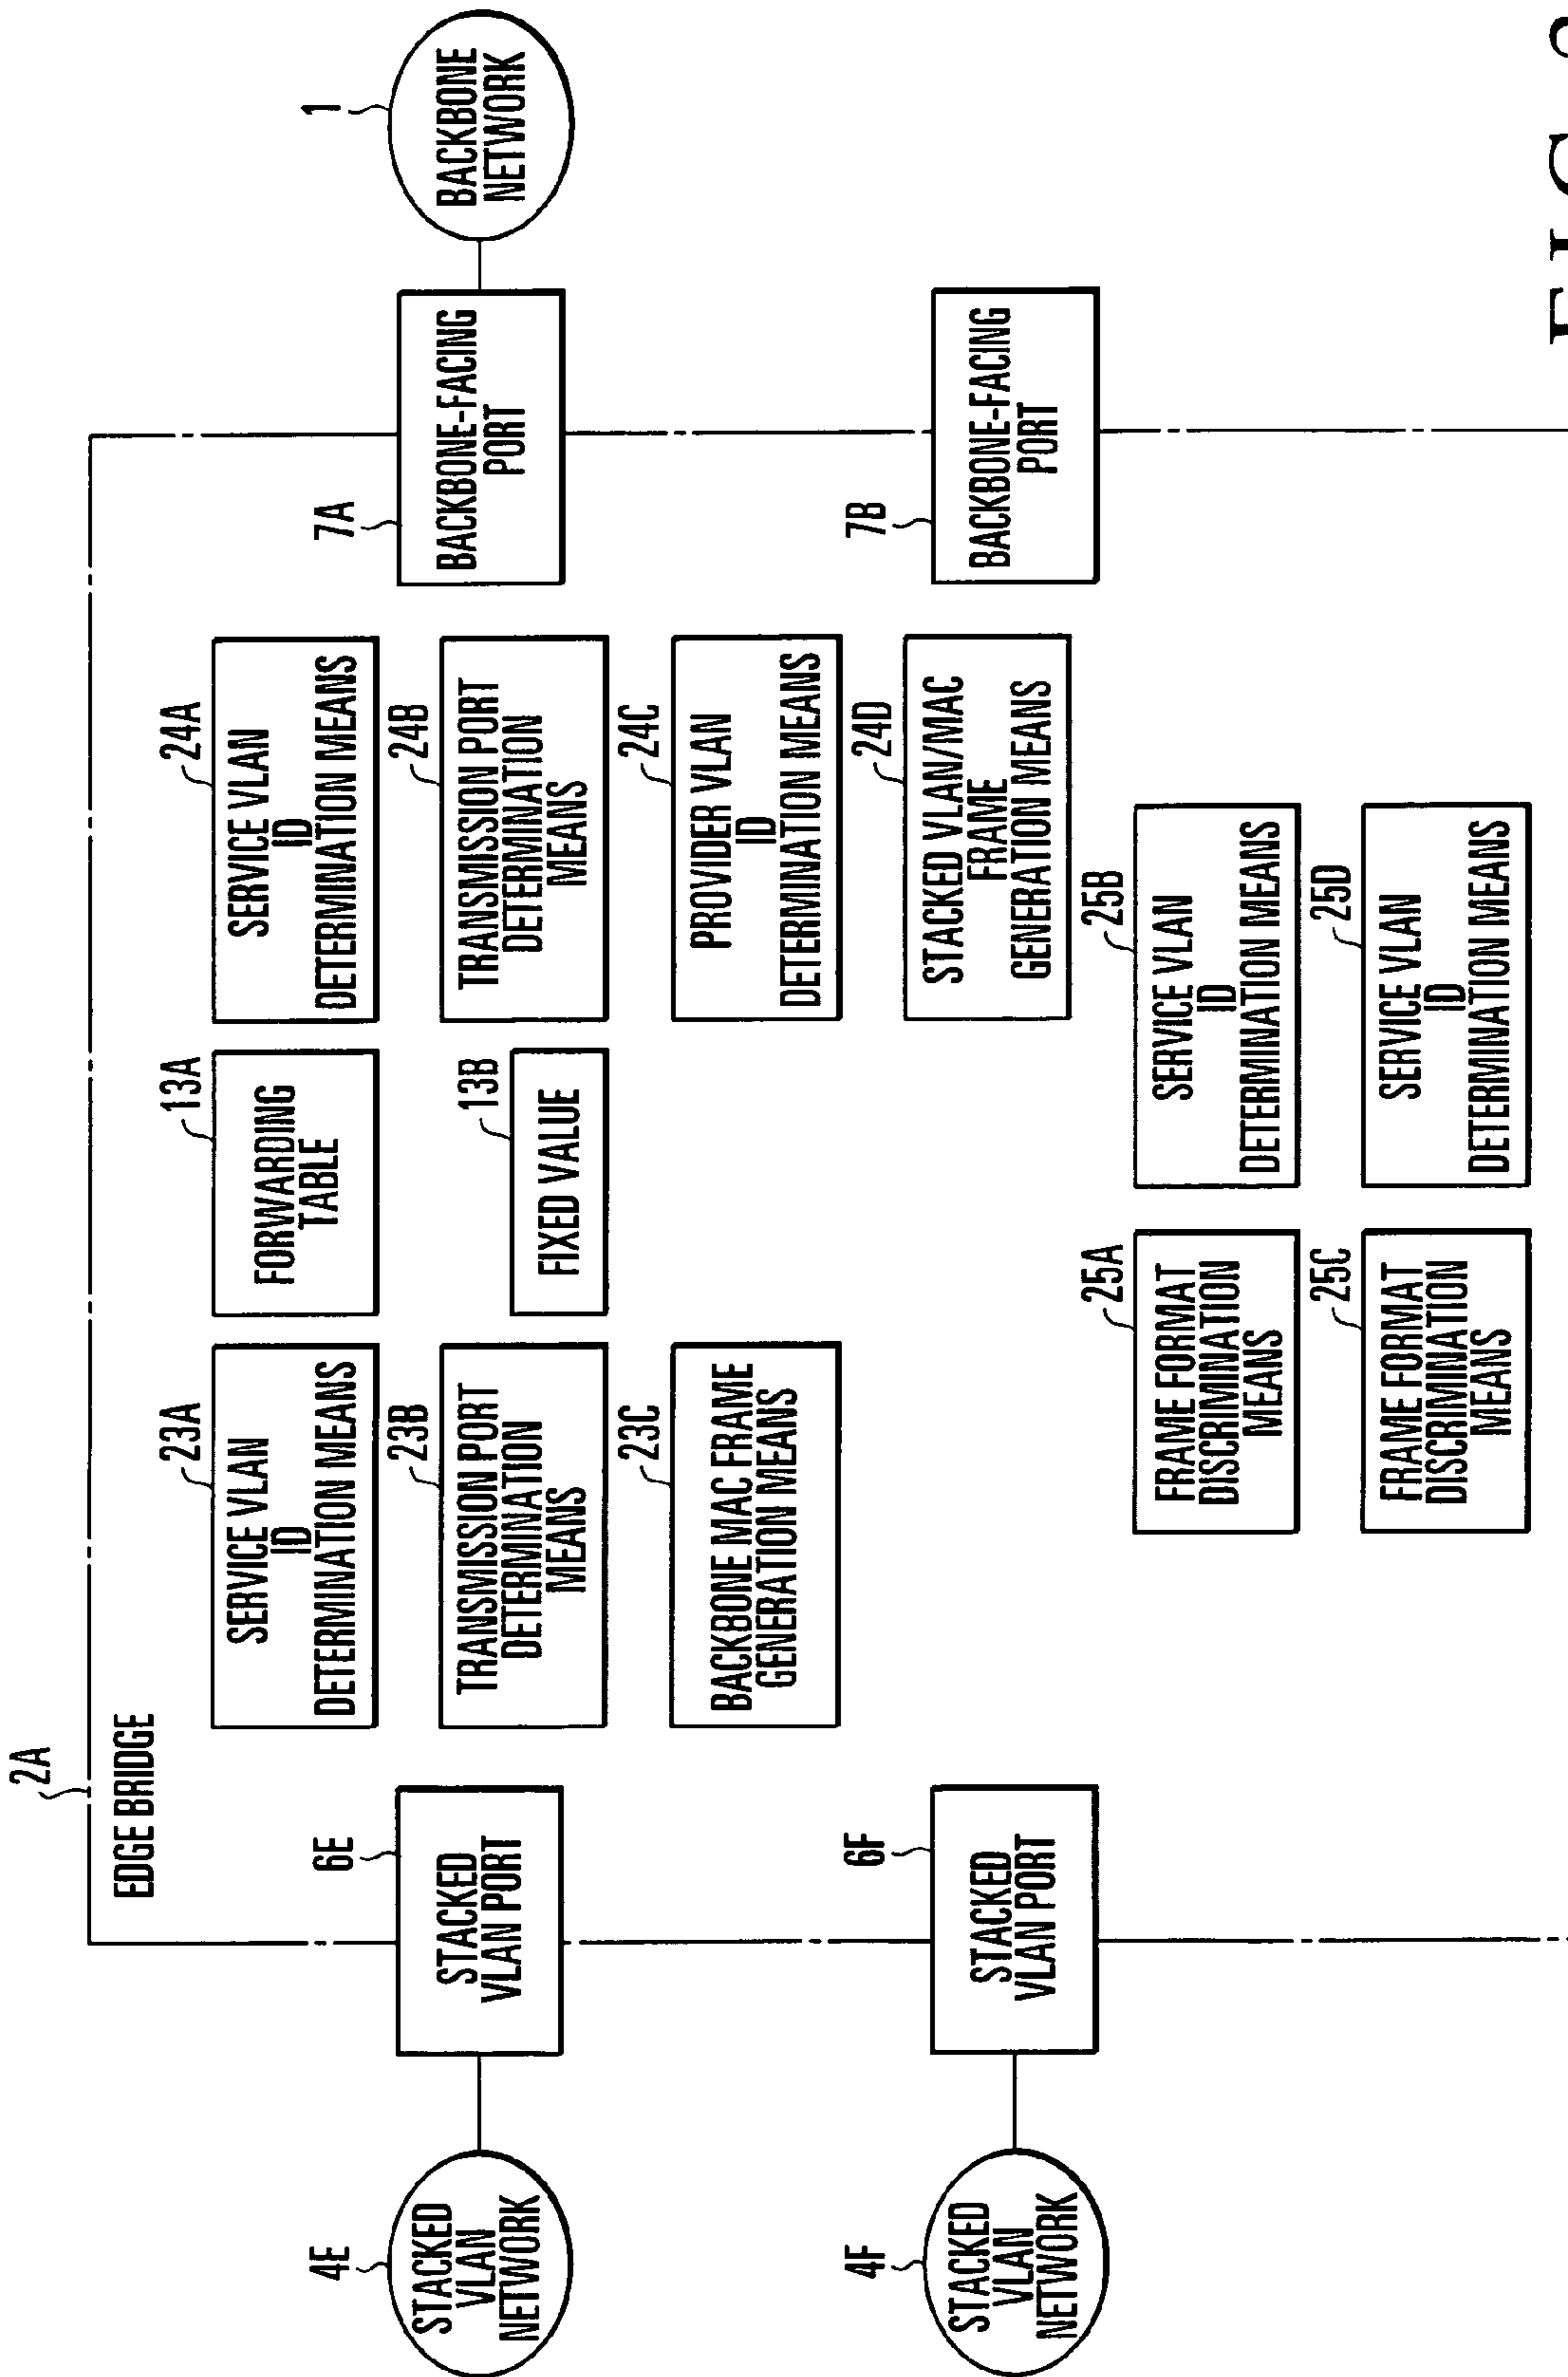 2A
EDGE BRIDGE
4E
STACKED
VLAN
NETWORK
6E
STACKED
VLAN PORT
23A
SERVICE VLAN
ID
DETERMINATION MEANS
13A
FORWARDING
TABLE
24A
SERVICE VLAN
ID
DETERMINATION MEANS
7A
BACKBONE-FACING
PORT
1
BACKBONE
NETWORK
23B
TRANSMISSION PORT
DETERMINATION
MEANS
13B
FIXED VALUE
24B
TRANSMISSION PORT
DETERMINATION
MEANS
23C
BACKBONE MAC FRAME
GENERATION MEANS
24C
PROVIDER VLAN
ID
DETERMINATION MEANS
4F
STACKED
VLAN
NETWORK
6F
STACKED
VLAN PORT
24D
STACKED VLAN/MAC
FRAME
GENERATION MEANS
7B
BACKBONE-FACING
PORT
25A
FRAME FORMAT
DISCRIMINATION
MEANS
25B
SERVICE VLAN
ID
DETERMINATION MEANS
25C
FRAME FORMAT
DISCRIMINATION
MEANS
25D
SERVICE VLAN
ID
DETERMINATION MEANS